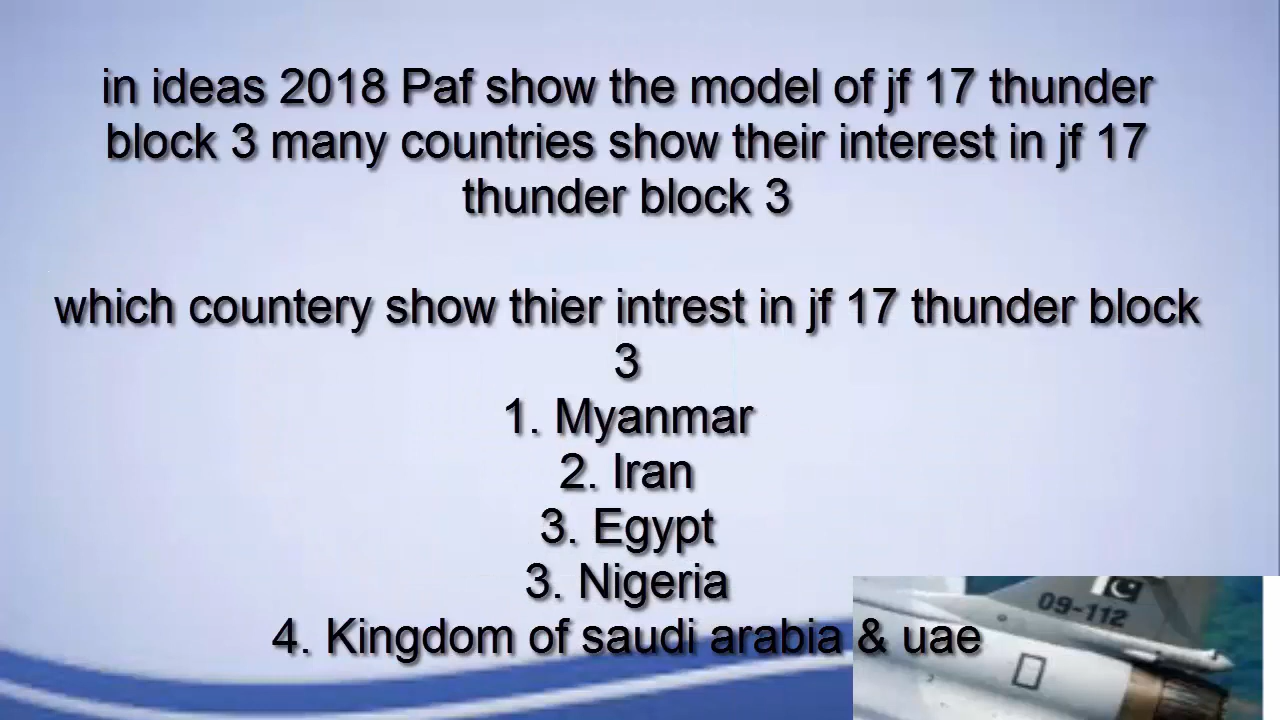 in ideas 2018 Paf show the model of jf 17 thunder
block 3 many countries show their interest in jf 17
thunder block 3
which countery show thier intrest in jf 17 thunder block
3
1. Myanmar
2. Iran
3. Egypt
3. Nigeria
4. Kingdom of saudi arabia & uae
09-112